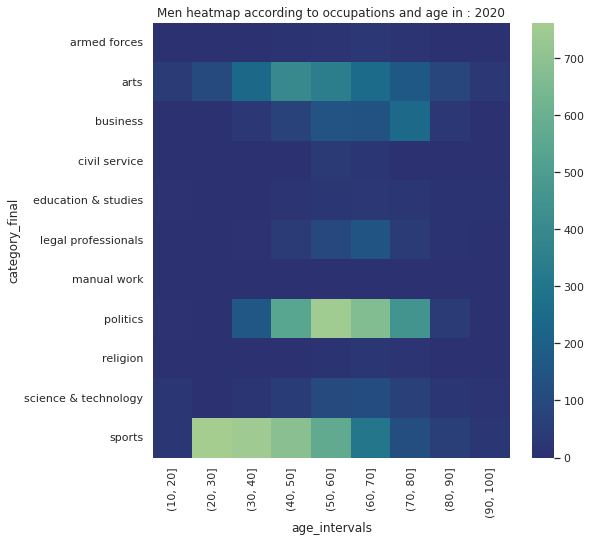 Men heatmap according to occupations and age in : 2020
category_final
armed forces
arts
business
civil service
education & studies
legal professionals
manual work
politics
religion
science & technology
sports
(10, 20]
(20, 30]
(30, 40]
(40, 50]
(50, 60]
(60, 70]
(70, 80]
(80, 90]
(90, 100]
age_intervals
700
600
500
400
300
200
100
0